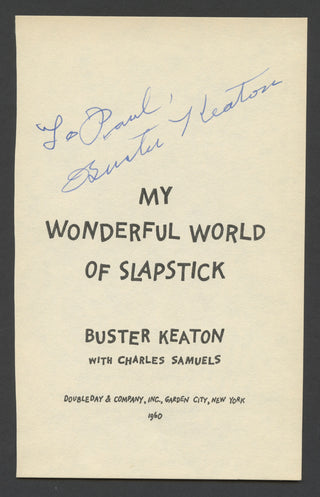 To Paul,
Buster Keaton
MY
WONDERFUL WORLD
OF SLAPSTICK
BUSTER KEATON
WITH CHARLES SAMUELS
DOUBLEDAY & COMPANY, INC., GARDEN CITY, NEW YORK
1960